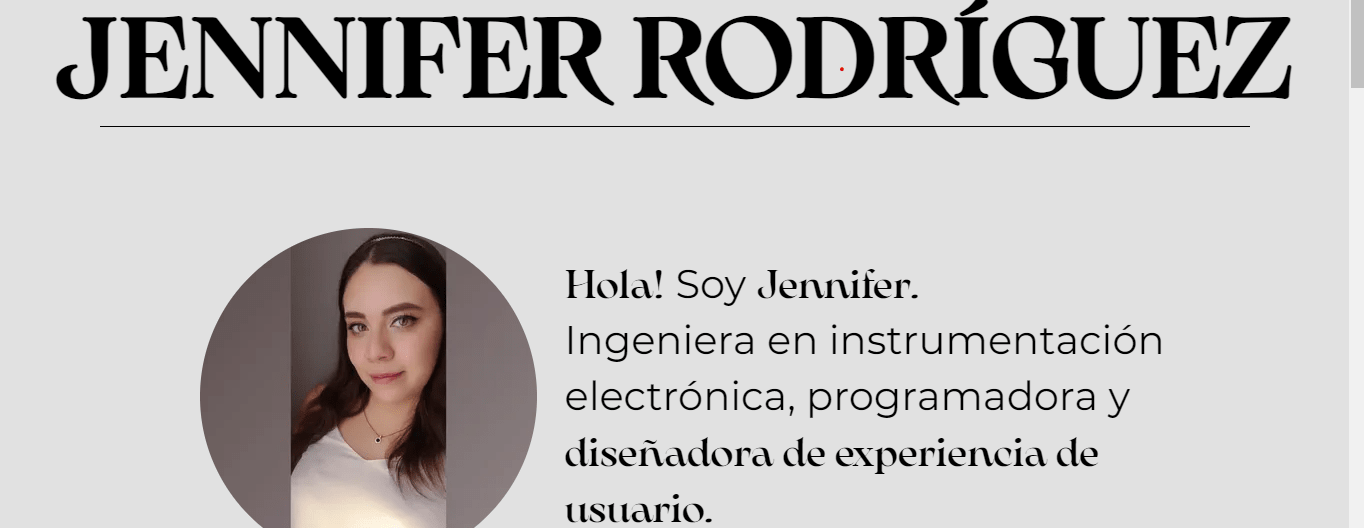 JENNIFER RODRÍGUEZ
Hola! Soy Jennifer.
Ingeniera en instrumentación
electrónica, programadora y
diseñadora de experiencia de
usuario.